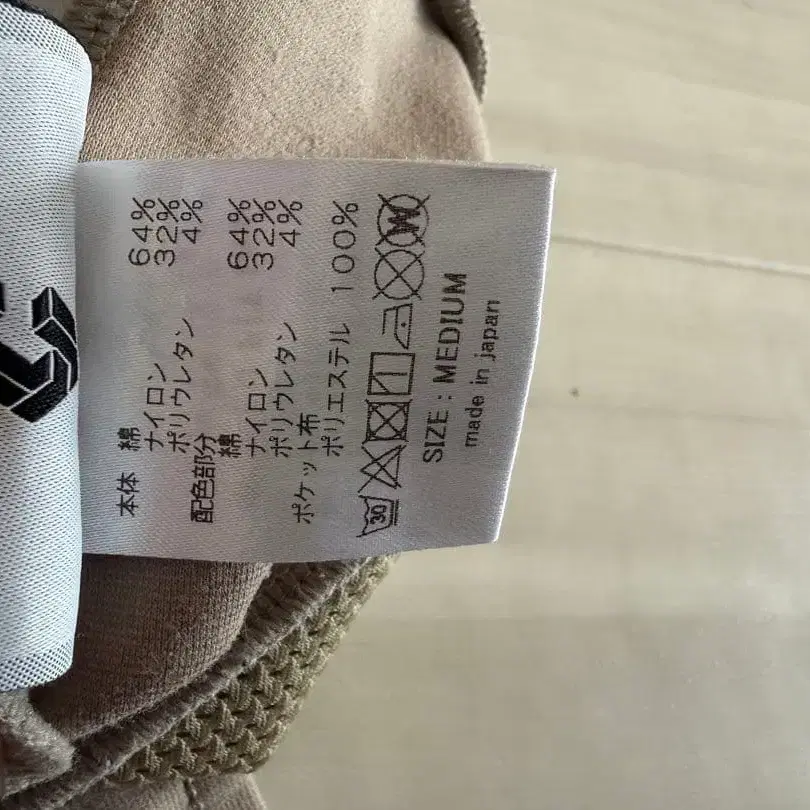 本体 綿 64%
ナイロン 32%
ポリウレタン 4%
配色部分
綿 64%
ナイロン 32%
ポリウレタン 4%
ポケット布
ポリエステル 100%
30 W
SIZE : MEDIUM
made in japan